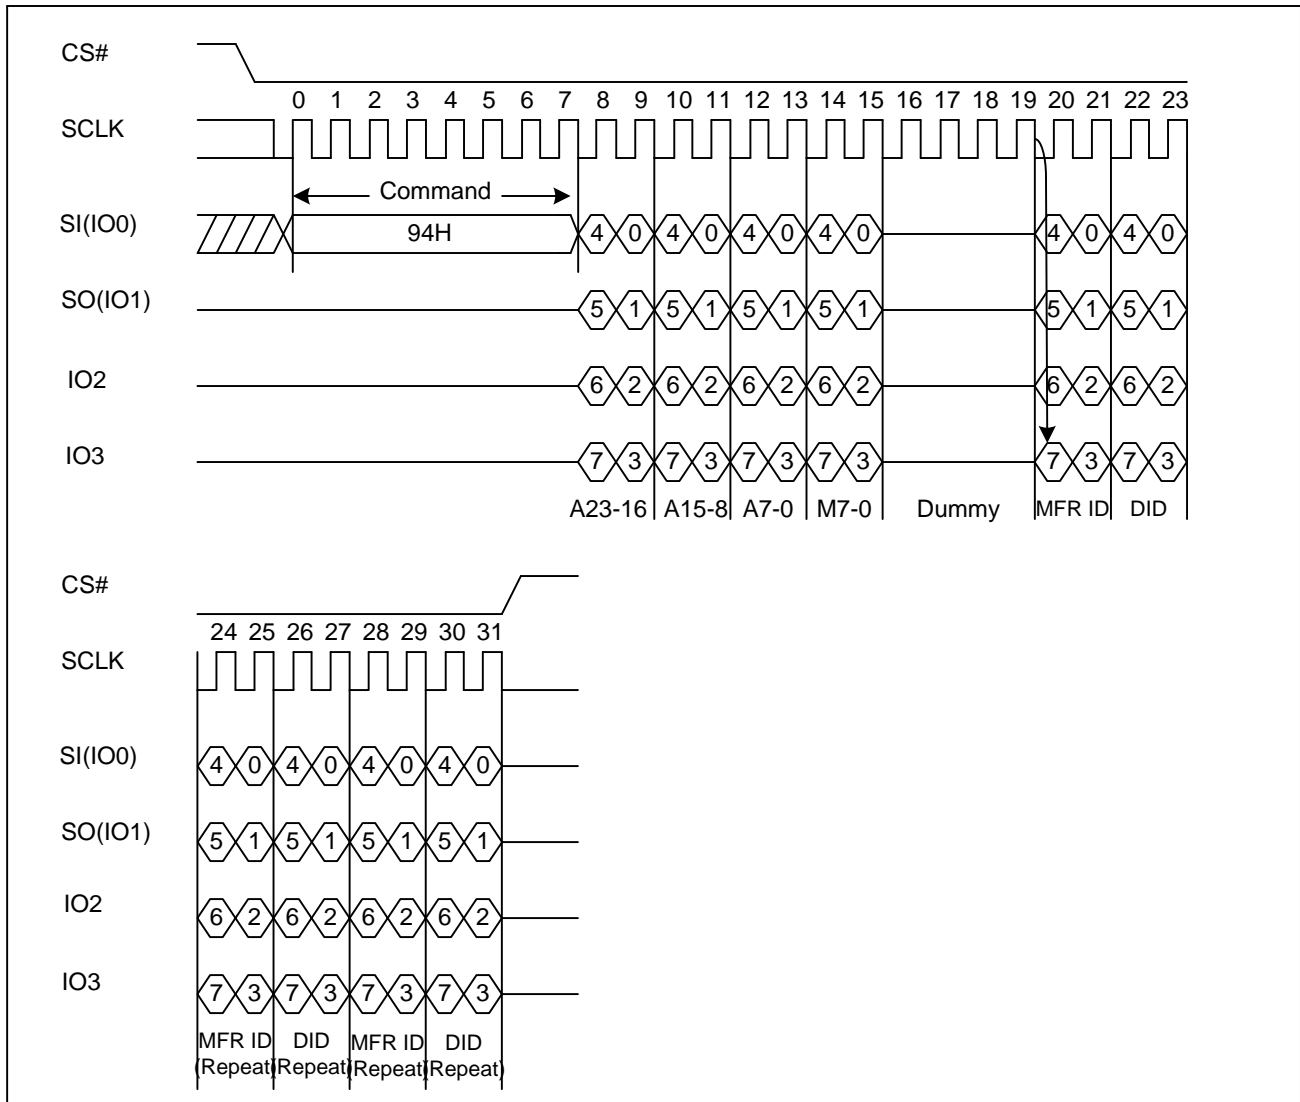 CS#
0 1 2 3 4 5 6 7 8 9 10 11 12 13 14 15 16 17 18 19 20 21 22 23
SCLK
Command
SI(IO0) 94H 4 0 4 0 4 0 4 0 4 0 4 0
SO(IO1) 5 1 5 1 5 1 5 1 5 1 5 1
IO2 6 2 6 2 6 2 6 2 6 2 6 2
IO3 7 3 7 3 7 3 7 3 7 3 7 3
A23-16 A15-8 A7-0 M7-0 Dummy MFR ID DID
CS#
24 25 26 27 28 29 30 31
SCLK
SI(IO0) 4 0 4 0 4 0 4 0
SO(IO1) 5 1 5 1 5 1 5 1
IO2 6 2 6 2 6 2 6 2
IO3 7 3 7 3 7 3 7 3
MFR ID DID MFR ID DID
(Repeat) (Repeat) (Repeat) (Repeat)